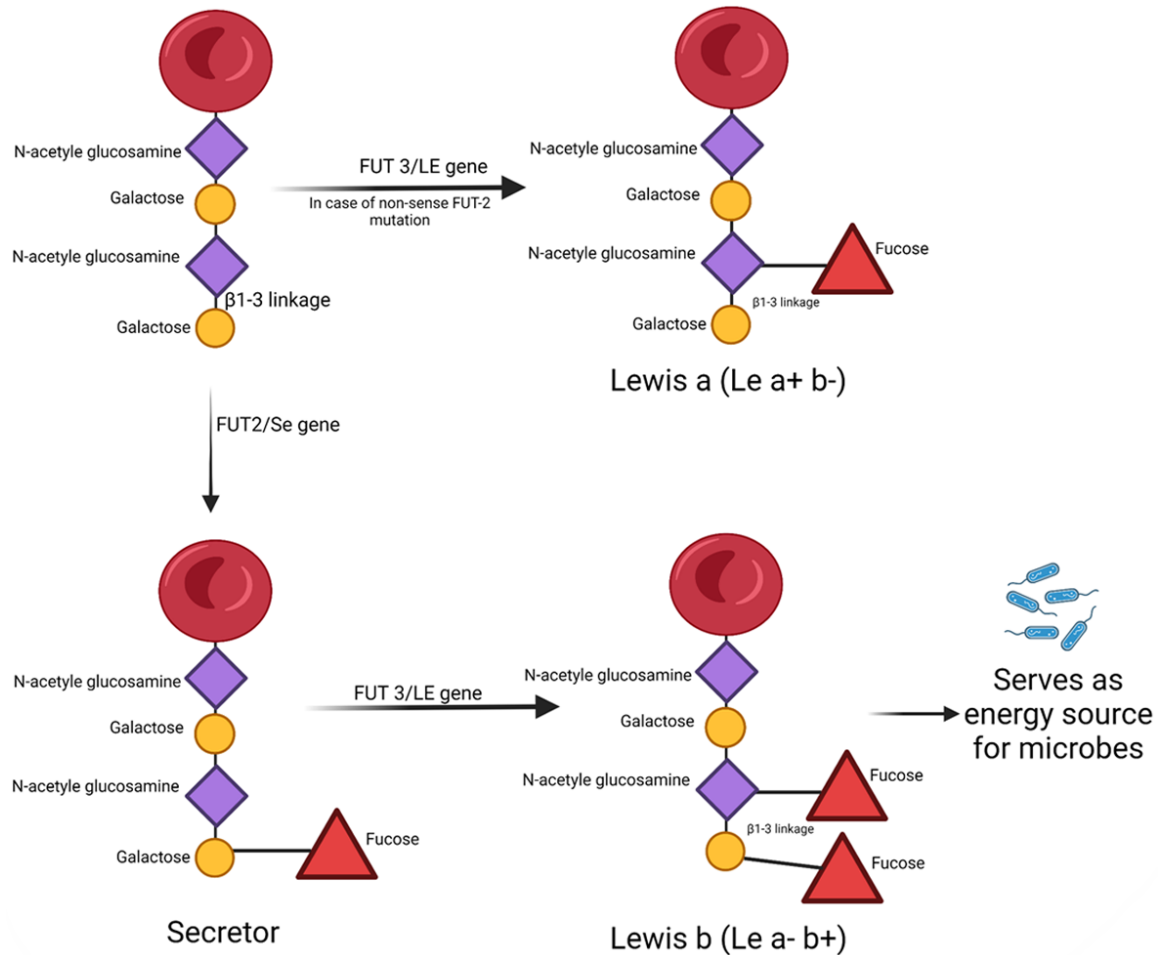 N-acetyle glucosamine
Galactose
N-acetyle glucosamine
β1-3 linkage
Galactose
FUT 3/LE gene
In case of non-sense FUT-2
mutation
N-acetyle glucosamine
Galactose
N-acetyle glucosamine
Fucose
β1-3 linkage
Galactose
Lewis a (Le a+ b-)
FUT2/Se gene
N-acetyle glucosamine
Galactose
N-acetyle glucosamine
Galactose
Fucose
Secretor
FUT 3/LE gene
N-acetyle glucosamine
Galactose
N-acetyle glucosamine
Fucose
β1-3 linkage
Fucose
Lewis b (Le a- b+)
Serves as
energy source
for microbes